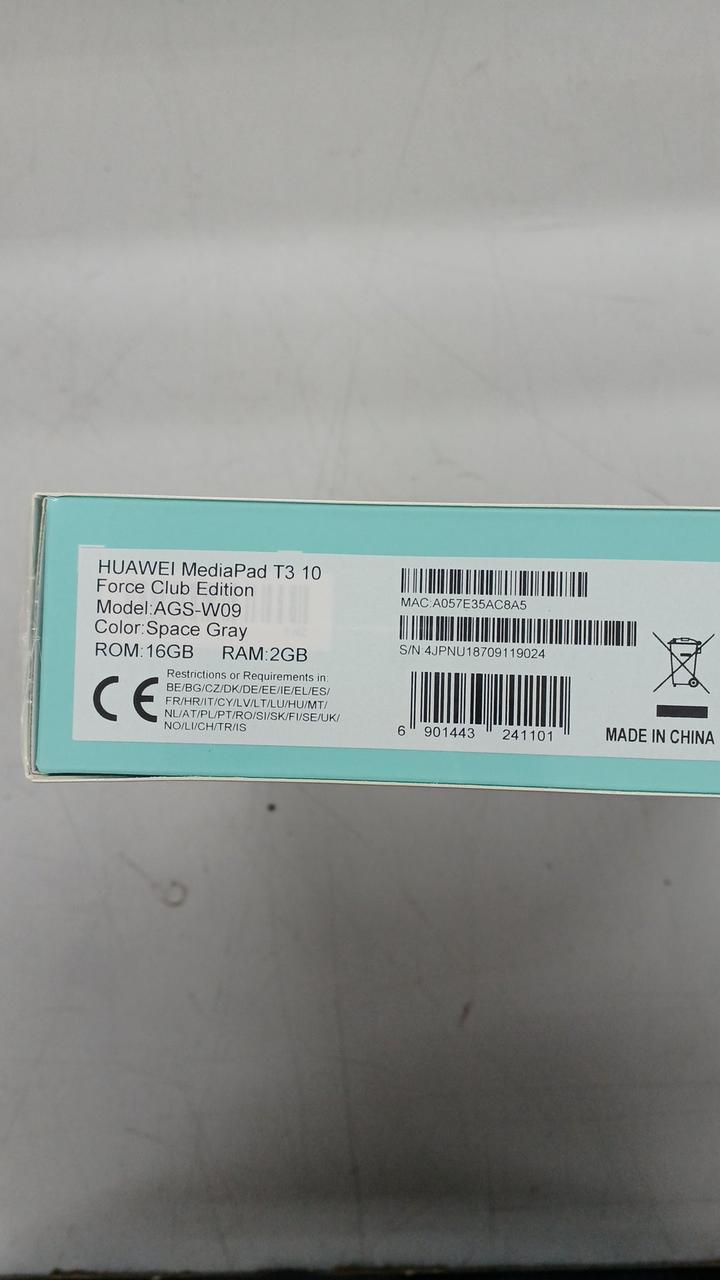 HUAWEI MediaPad T3 10
Force Club Edition
Model:AGS-W09
Color:Space Gray
ROM:16GB RAM:2GB
CE
Restrictions or Requirements in:
BE/BG/CZ/DK/DE/EE/IE/EL/ES/
FR/HR/IT/CY/LV/LT/LU/HU/MT/
NL/AT/PL/PT/RO/SI/SK/FI/SE/UK/
NO/LI/CH/TR/IS
MAC:A057E35AC8A5
S/N 4JPNU18709119024
6 901443 241101
MADE IN CHINA